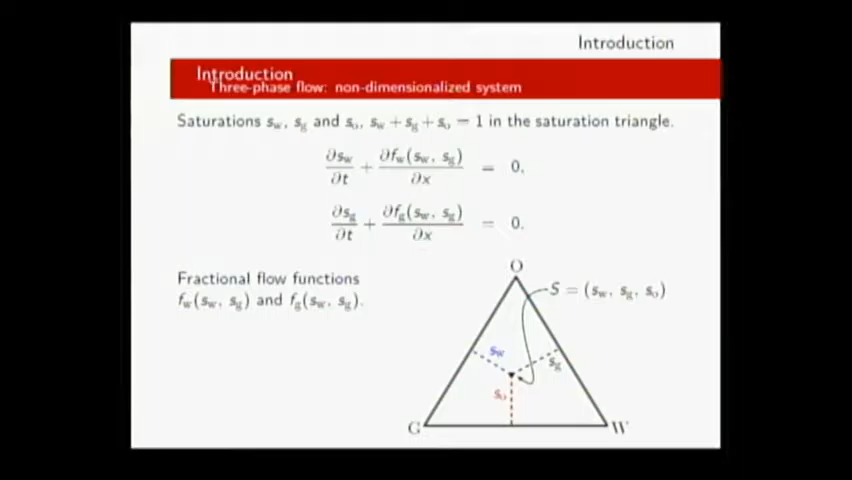 Introduction
Introduction
Three-phase flow: non-dimensionalized system
Saturations s_w, s_g and s_o, s_w + s_g + s_o = 1 in the saturation triangle.
∂s_w/∂t + ∂f_w(s_w, s_g)/∂x = 0,
∂s_g/∂t + ∂f_g(s_w, s_g)/∂x = 0.
Fractional flow functions
f_w(s_w, s_g) and f_g(s_w, s_g).
O
S = (s_w, s_g, s_o)
s_w
s_g
s_o
G
W